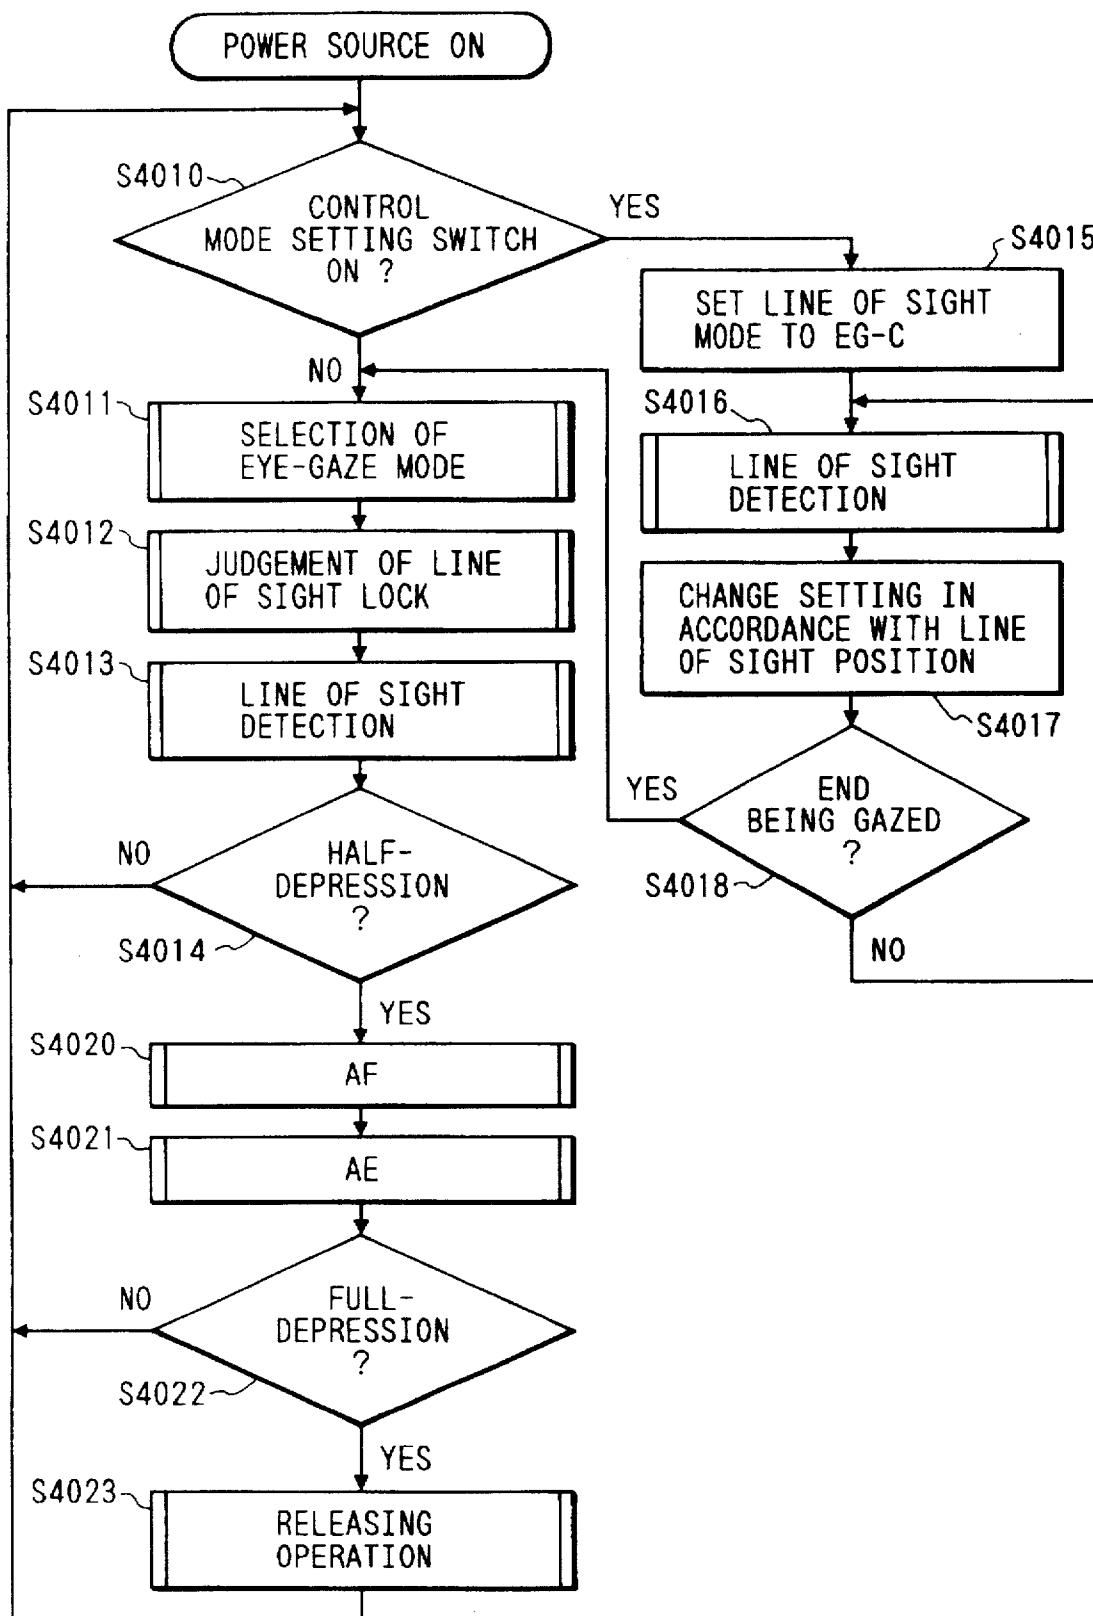 POWER SOURCE ON
S4010
CONTROL
MODE SETTING SWITCH
ON ?
YES
NO
S4015
SET LINE OF SIGHT
MODE TO EG-C
S4011
SELECTION OF
EYE-GAZE MODE
S4016
LINE OF SIGHT
DETECTION
S4012
JUDGEMENT OF LINE
OF SIGHT LOCK
CHANGE SETTING IN
ACCORDANCE WITH LINE
OF SIGHT POSITION
S4017
S4013
LINE OF SIGHT
DETECTION
YES
END
BEING GAZED
?
S4018
NO
NO
HALF-
DEPRESSION
?
S4014
YES
S4020
AF
S4021
AE
NO
FULL-
DEPRESSION
?
S4022
YES
S4023
RELEASING
OPERATION